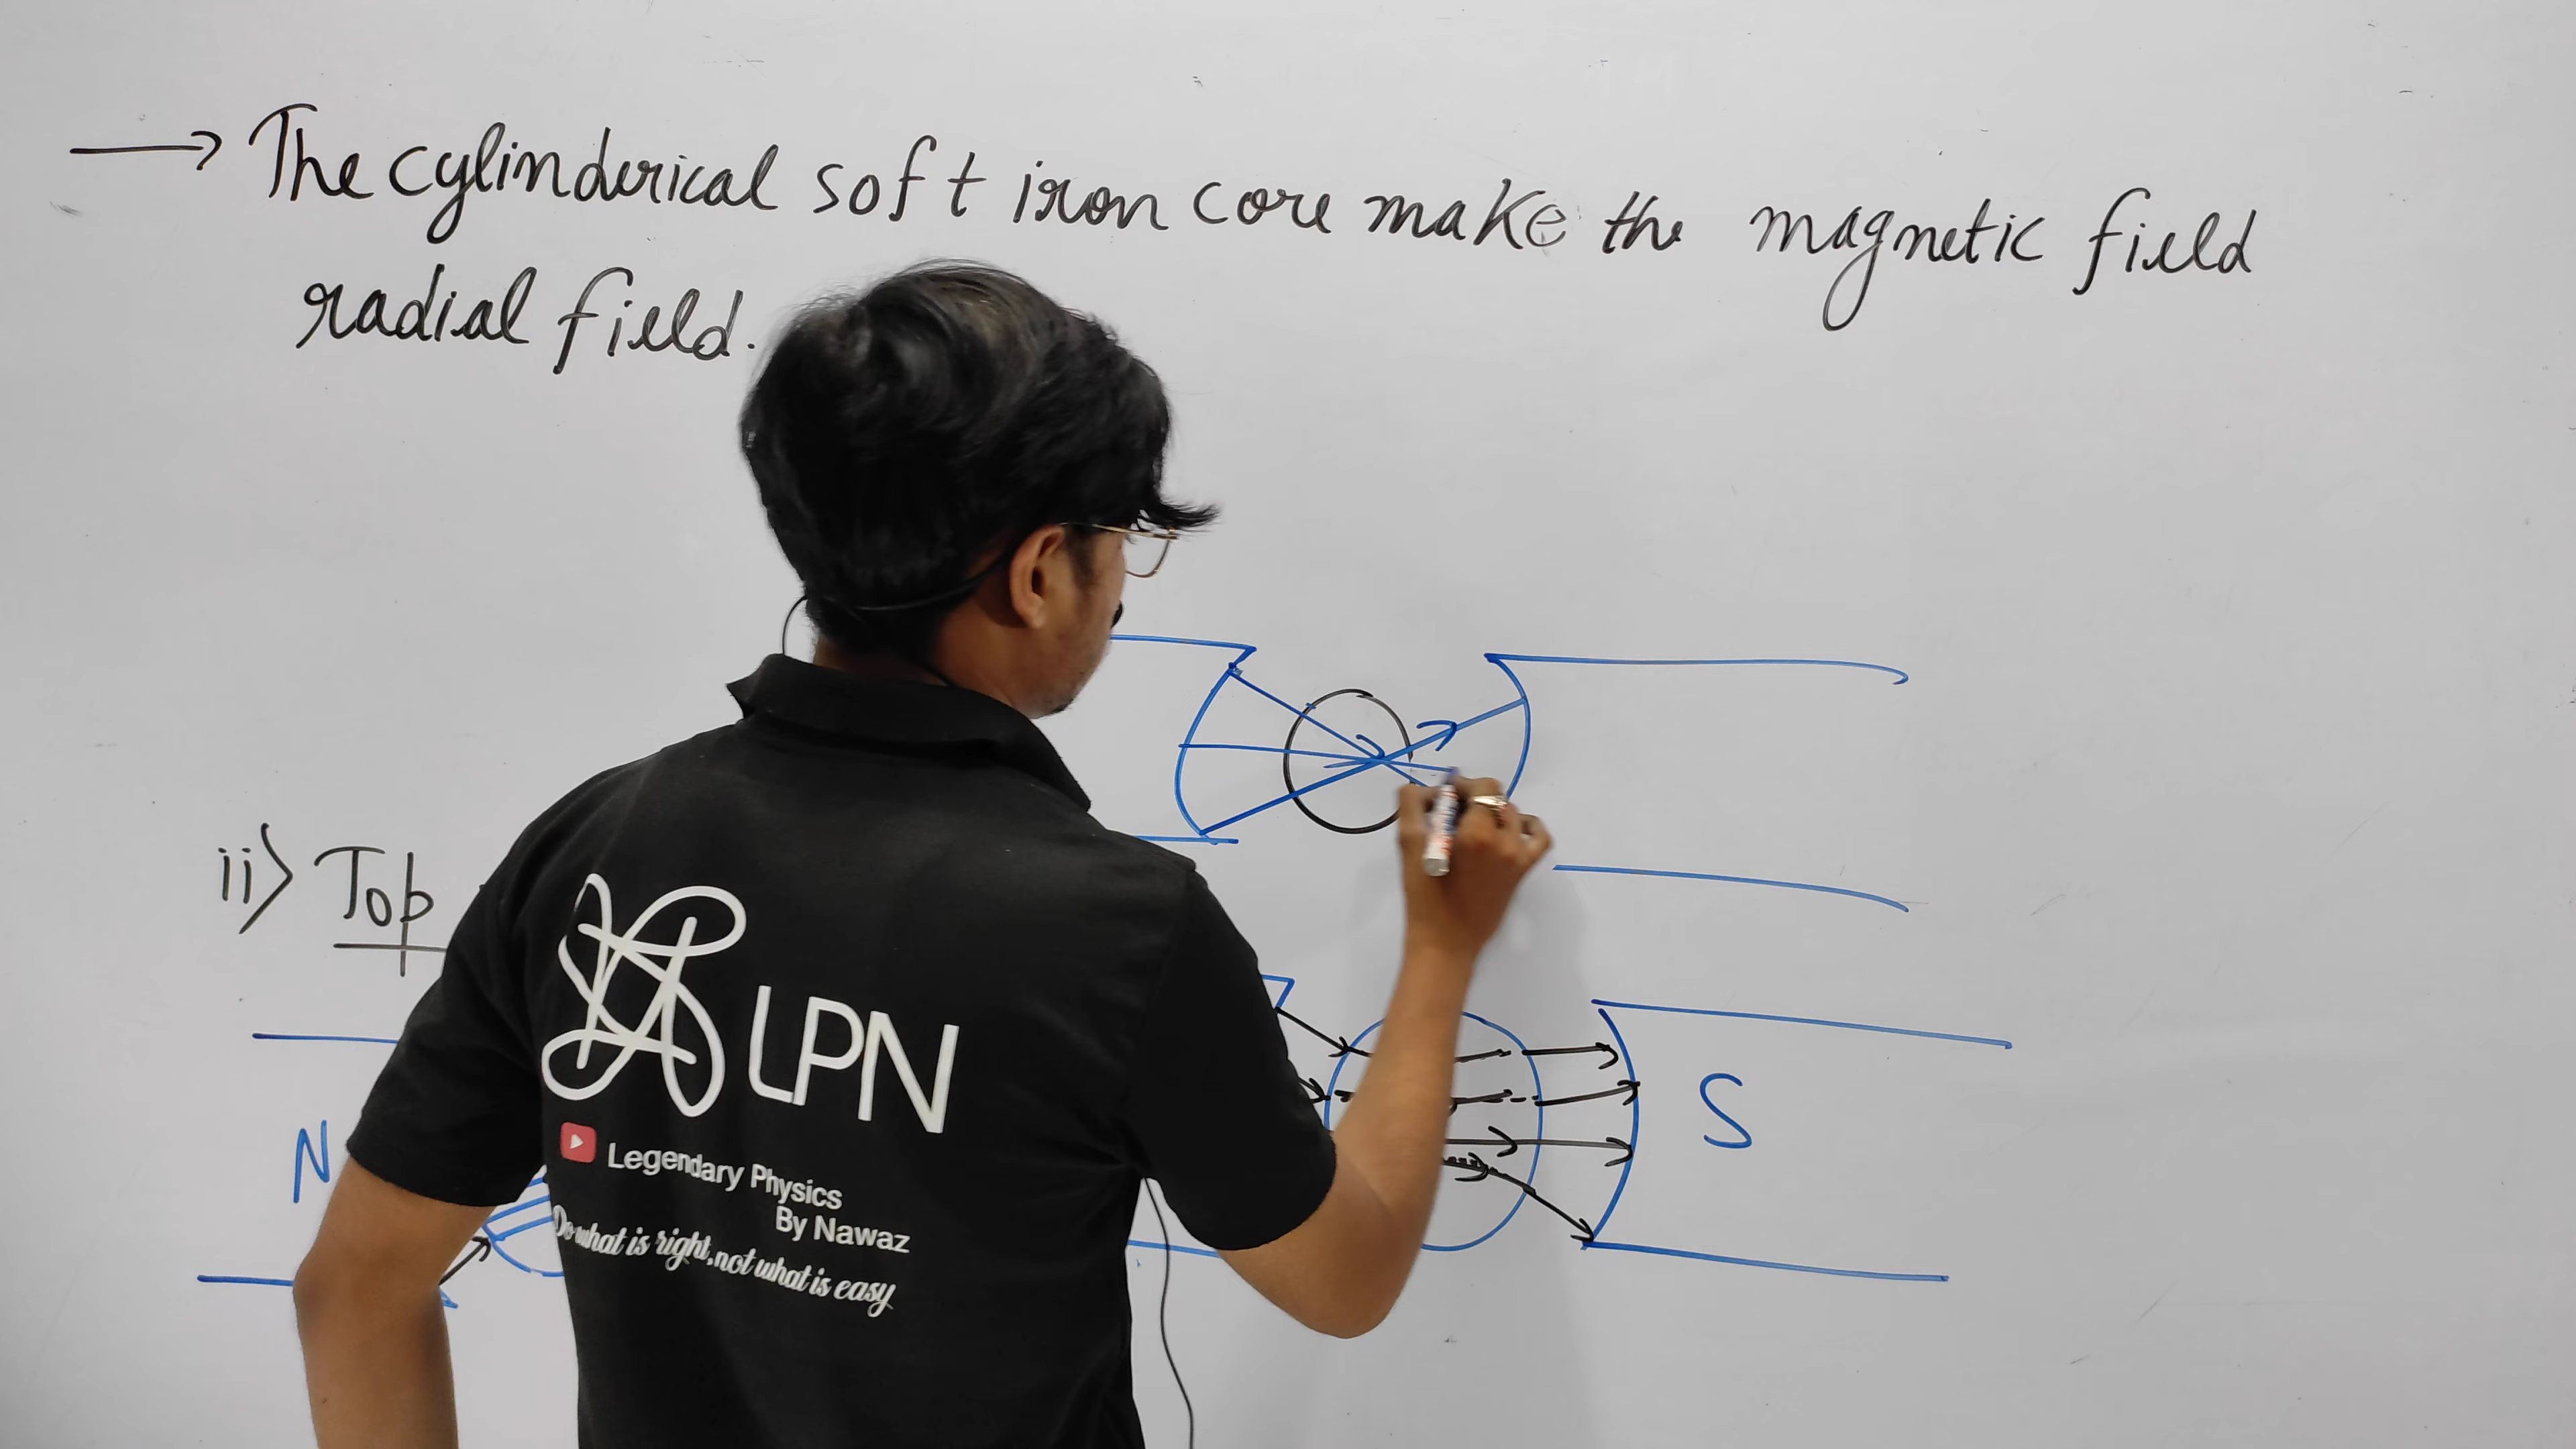 → The cylinderical soft iron core make the magnetic field
radial field.
ii) Top
N
S
LPN
Legendary Physics
By Nawaz
Do what is right, not what is easy